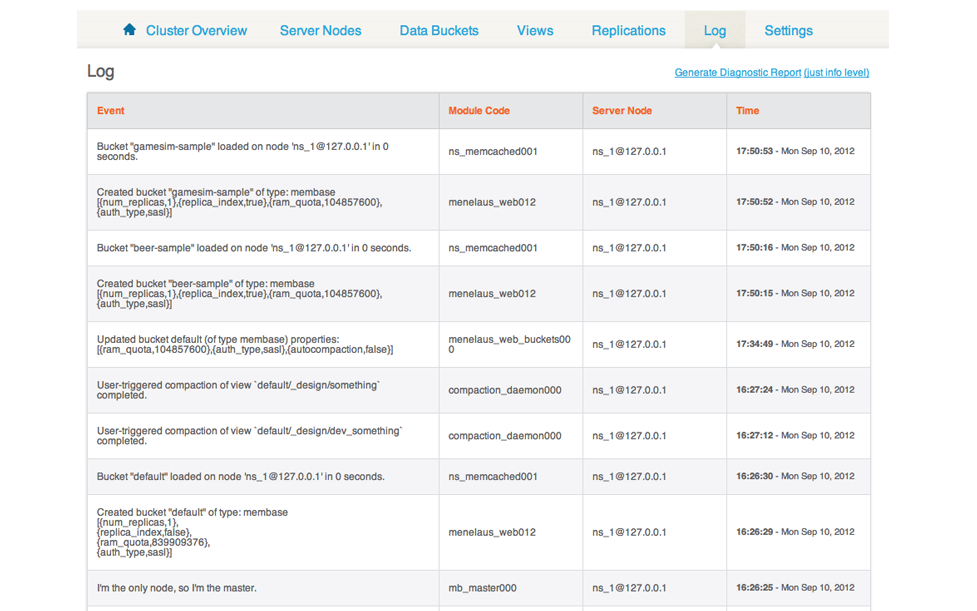 Cluster Overview Server Nodes Data Buckets Views Replications Log Settings
Log
Generate Diagnostic Report (just info level)
Event Module Code Server Node Time
Bucket "gamesim-sample" loaded on node 'ns_1@127.0.0.1' in 0
seconds.
ns_memcached001
ns_1@127.0.0.1
17:50:53 - Mon Sep 10, 2012
Created bucket "gamesim-sample" of type: membase
[{num_replicas,1},{replica_index,true},{ram_quota,104857600},
{auth_type,sasl}]
menelaus_web012
ns_1@127.0.0.1
17:50:52 - Mon Sep 10, 2012
Bucket "beer-sample" loaded on node 'ns_1@127.0.0.1' in 0 seconds.
ns_memcached001
ns_1@127.0.0.1
17:50:16 - Mon Sep 10, 2012
Created bucket "beer-sample" of type: membase
[{num_replicas,1},{replica_index,true},{ram_quota,104857600},
{auth_type,sasl}]
menelaus_web012
ns_1@127.0.0.1
17:50:15 - Mon Sep 10, 2012
Updated bucket default (of type membase) properties:
[{ram_quota,104857600},{auth_type,sasl},{autocompaction,false}]
menelaus_web_buckets00
0
ns_1@127.0.0.1
17:34:49 - Mon Sep 10, 2012
User-triggered compaction of view `default/_design/something`
completed.
compaction_daemon000
ns_1@127.0.0.1
16:27:24 - Mon Sep 10, 2012
User-triggered compaction of view `default/_design/dev_something`
completed.
compaction_daemon000
ns_1@127.0.0.1
16:27:12 - Mon Sep 10, 2012
Bucket "default" loaded on node 'ns_1@127.0.0.1' in 0 seconds.
ns_memcached001
ns_1@127.0.0.1
16:26:30 - Mon Sep 10, 2012
Created bucket "default" of type: membase
[{num_replicas,1},
{replica_index,false},
{ram_quota,839909376},
{auth_type,sasl}]
menelaus_web012
ns_1@127.0.0.1
16:26:29 - Mon Sep 10, 2012
I'm the only node, so I'm the master.
mb_master000
ns_1@127.0.0.1
16:26:25 - Mon Sep 10, 2012